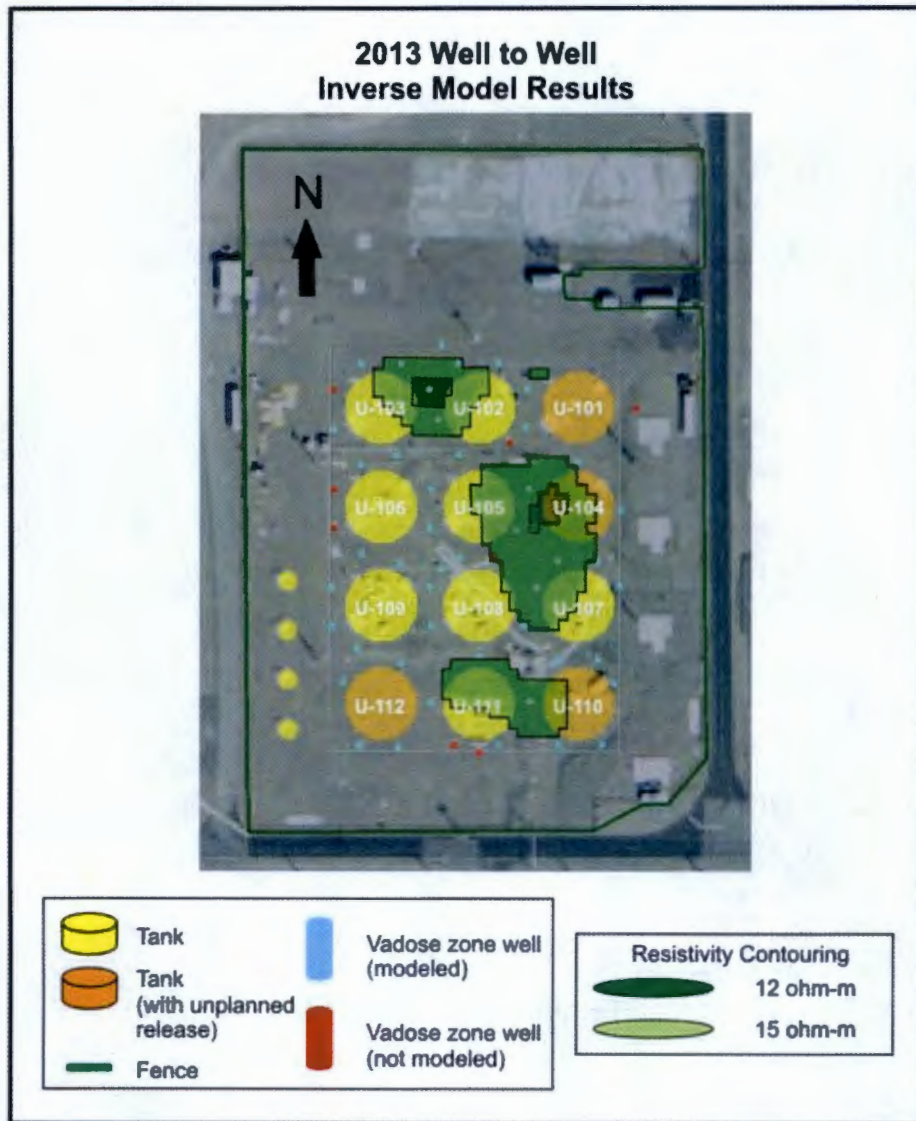 2013 Well to Well
Inverse Model Results
N
U-103 U-102 U-101
U-106 U-105 U-104
U-109 U-108 U-107
U-112 U-111 U-110
Tank
Tank
(with unplanned
release)
Fence
Vadose zone well
(modeled)
Vadose zone well
(not modeled)
Resistivity Contouring
12 ohm-m
15 ohm-m